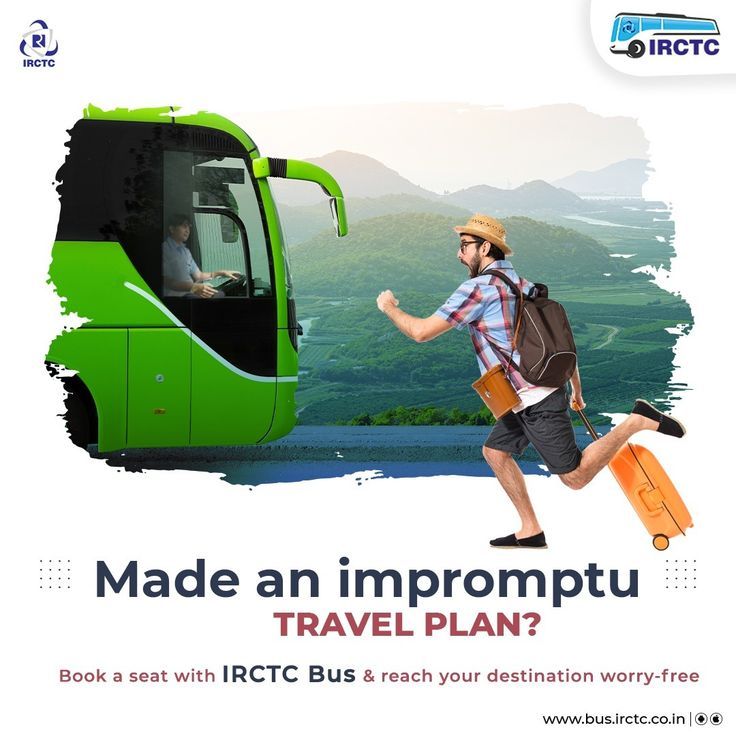 IRCTC
IRCTC
Made an impromptu
TRAVEL PLAN?
Book a seat with IRCTC Bus & reach your destination worry-free
www.bus.irctc.co.in |